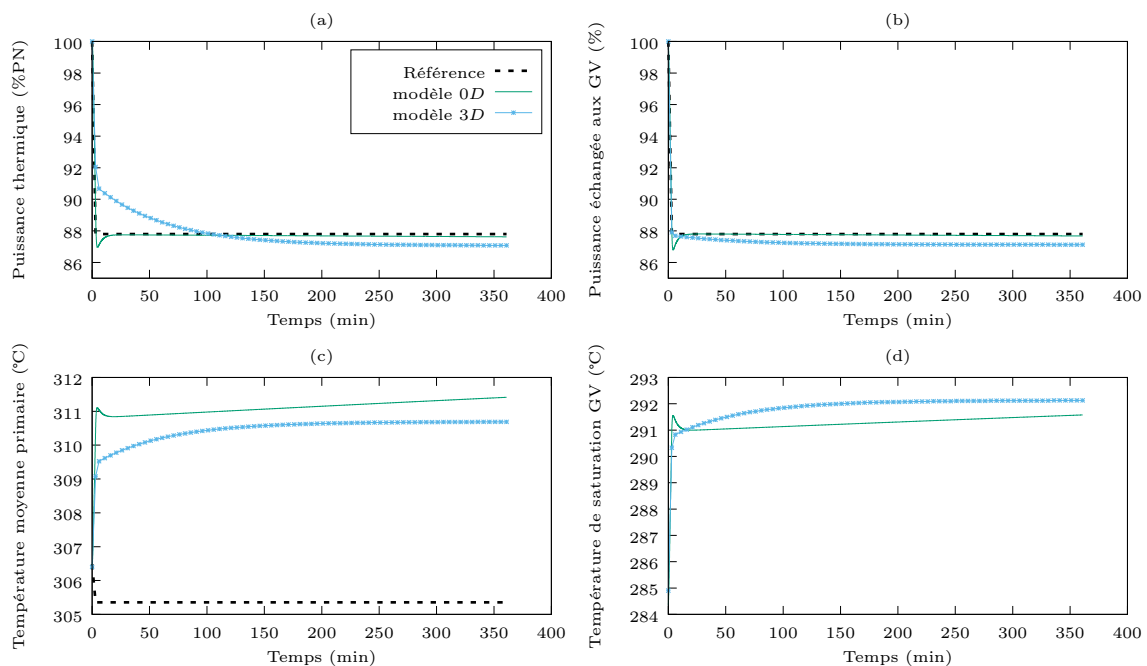 (a)
Puissance thermique (%PN)
100
98
96
94
92
90
88
86
0 50 100 150 200 250 300 350 400
Temps (min)
Référence
modèle 0D
modèle 3D
(b)
Puissance échangée aux GV (%)
100
98
96
94
92
90
88
86
0 50 100 150 200 250 300 350 400
Temps (min)
(c)
Température moyenne primaire (°C)
312
311
310
309
308
307
306
305
0 50 100 150 200 250 300 350 400
Temps (min)
(d)
Température de saturation GV (°C)
293
292
291
290
289
288
287
286
285
284
0 50 100 150 200 250 300 350 400
Temps (min)